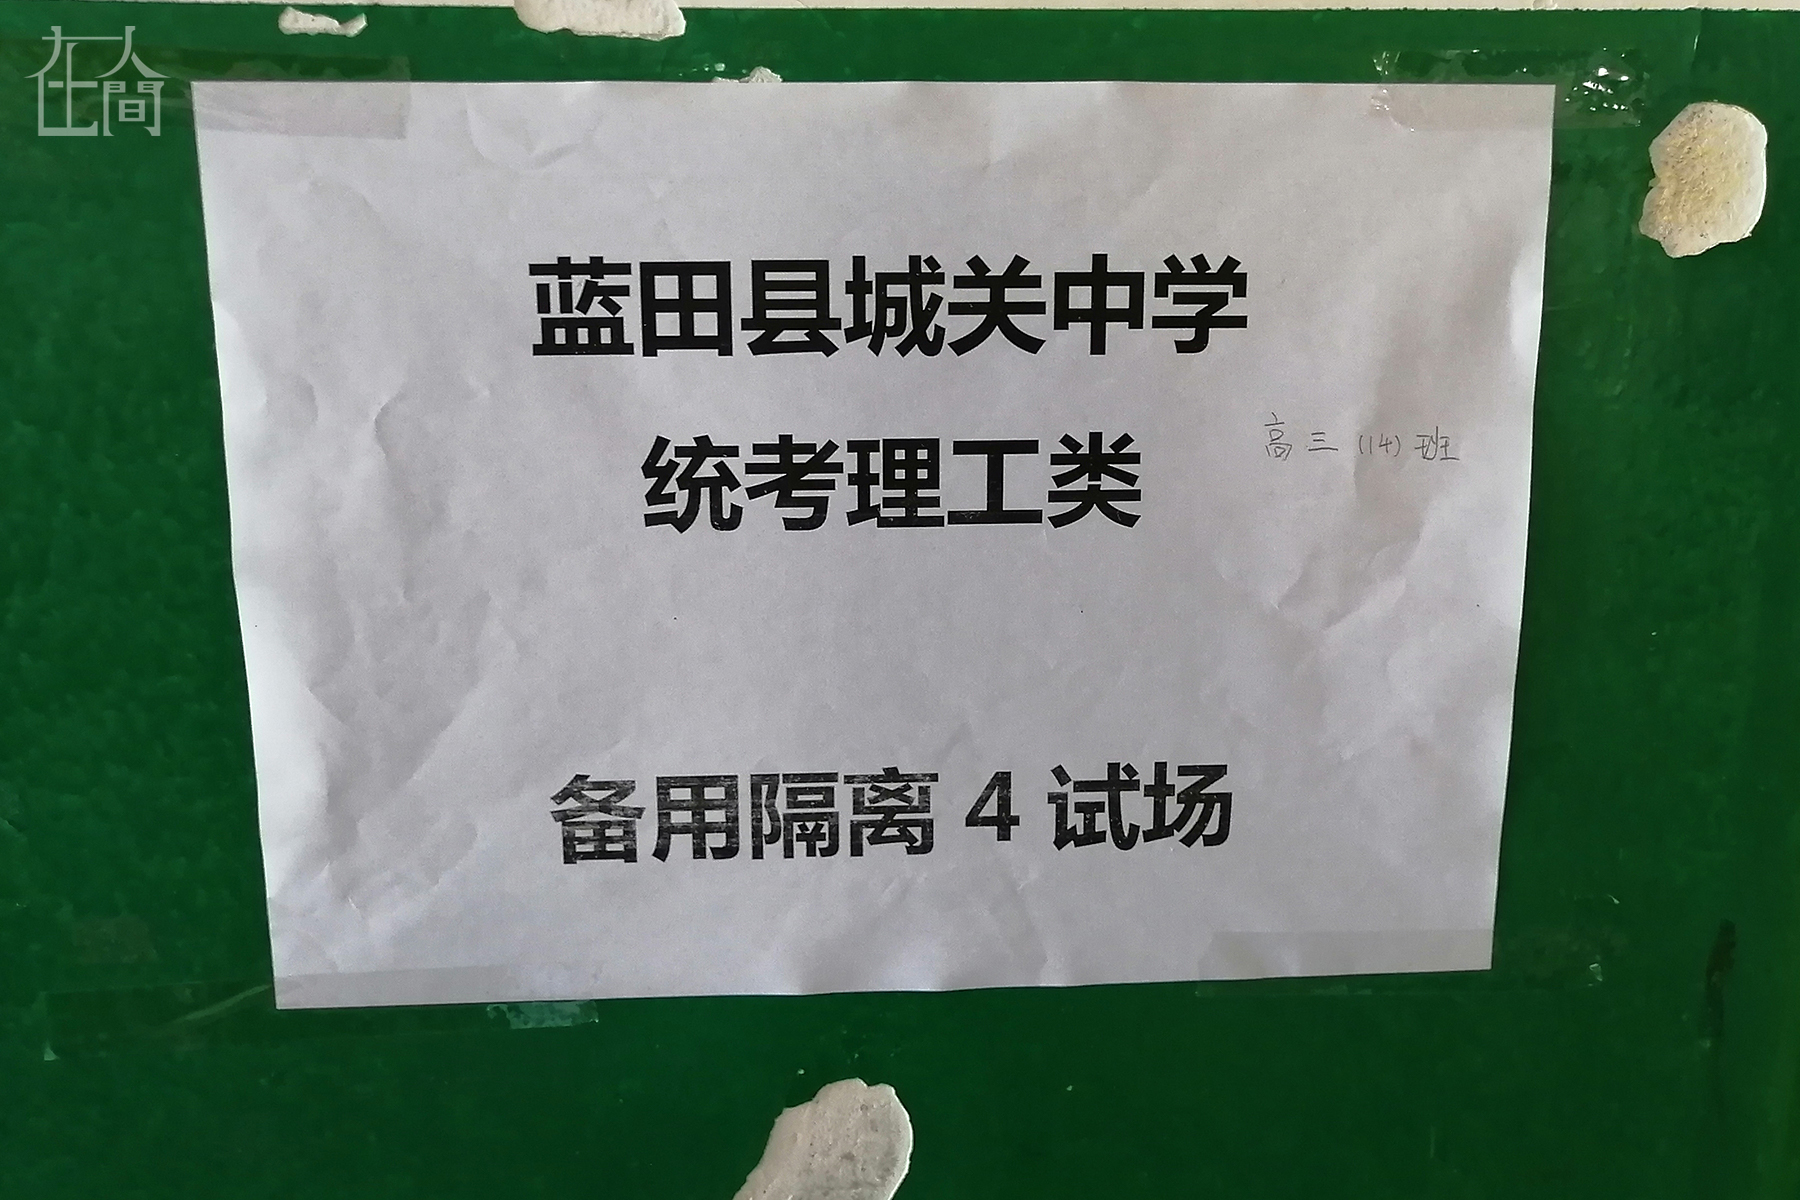 在人間
蓝田县城关中学
统考理工类
高三(14)班
备用隔离 4 试场